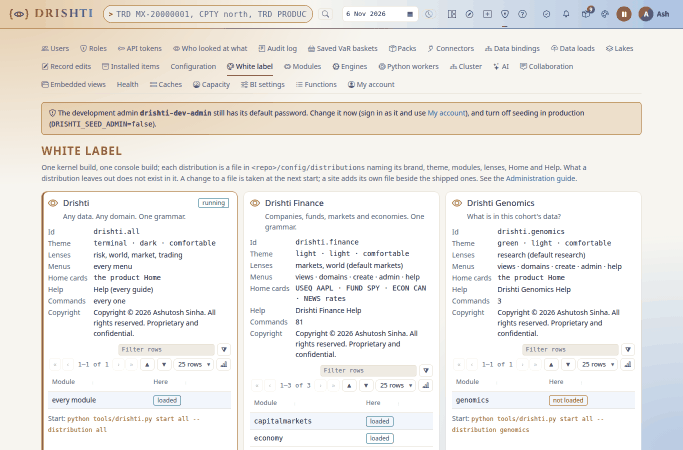 {👁} DRISHTI
> TRD MX-20000001, CPTY north, TRD PRODUC
6 Nov 2026
9
A Ash
Users Roles API tokens Who looked at what Audit log Saved VaR baskets Packs Connectors Data bindings Data loads Lakes
Record edits Installed items Configuration White label Modules Engines Python workers Cluster AI Collaboration
Embedded views Health Caches Capacity BI settings Functions My account
The development admin drishti-dev-admin still has its default password. Change it now (sign in as it and use My account), and turn off seeding in production
(DRISHTI_SEED_ADMIN=false).
WHITE LABEL
One kernel build, one console build; each distribution is a file in <repo>/config/distributions naming its brand, theme, modules, lenses, Home and Help. What a
distribution leaves out does not exist in it. A change to a file is taken at the next start; a site adds its own file beside the shipped ones. See the Administration guide.
Drishti running
Any data. Any domain. One grammar.
Id drishti.all
Theme terminal · dark · comfortable
Lenses risk, world, market, trading
Menus every menu
Home cards the product Home
Help Help (every guide)
Commands every one
Copyright Copyright © 2026 Ashutosh Sinha. All
rights reserved. Proprietary and
confidential.
Filter rows
1–1 of 1 25 rows
Module Here
every module loaded
Start: python tools/drishti.py start all --
distribution all
Drishti Finance
Companies, funds, markets and economies. One
grammar.
Id drishti.finance
Theme light · light · comfortable
Lenses markets, world (default markets)
Menus views · domains · create · admin · help
Home cards USEQ AAPL · FUND SPY · ECON CAN
· NEWS rates
Help Drishti Finance Help
Commands 81
Copyright Copyright © 2026 Ashutosh Sinha. All
rights reserved. Proprietary and
confidential.
Filter rows
1–3 of 3 25 rows
Module Here
capitalmarkets loaded
economy loaded
Drishti Genomics
What is in this cohort's data?
Id drishti.genomics
Theme green · light · comfortable
Lenses research (default research)
Menus views · domains · create · admin · help
Home cards the product Home
Help Drishti Genomics Help
Commands 3
Copyright Copyright © 2026 Ashutosh Sinha. All
rights reserved. Proprietary and
confidential.
Filter rows
1–1 of 1 25 rows
Module Here
genomics not loaded
Start: python tools/drishti.py start all --
distribution genomics